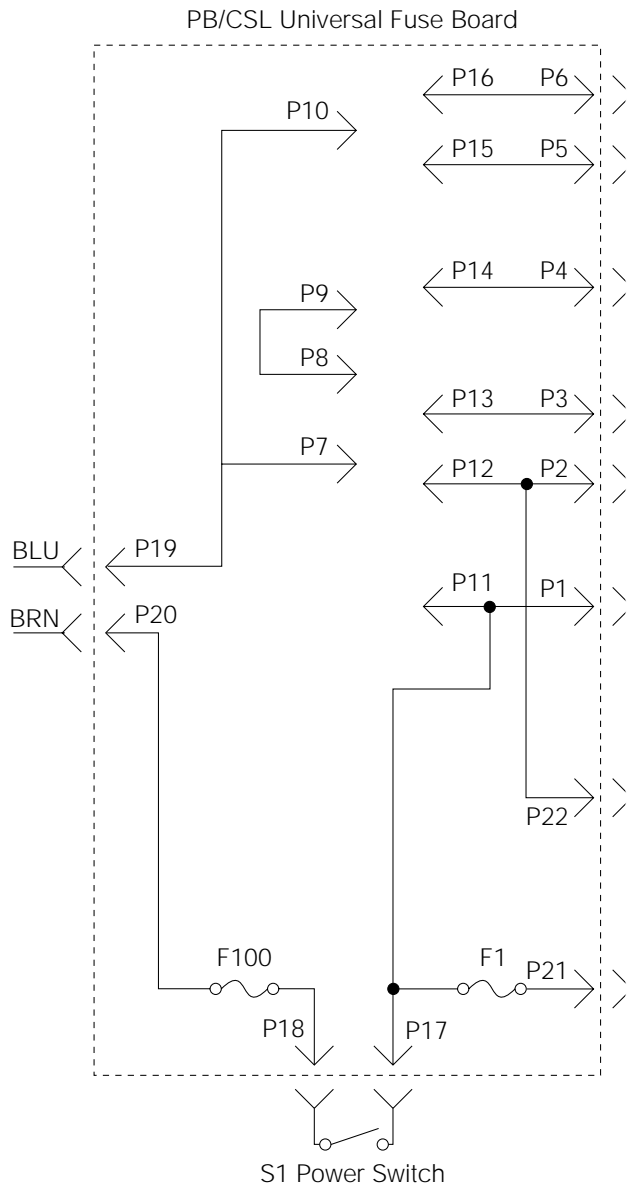 PB/CSL Universal Fuse Board
P16 P6
P10
P15 P5
P14 P4
P9
P8
P13 P3
P7
P12 P2
BLU P19
P11 P1
BRN P20
P22
F100 F1 P21
P18 P17
S1 Power Switch